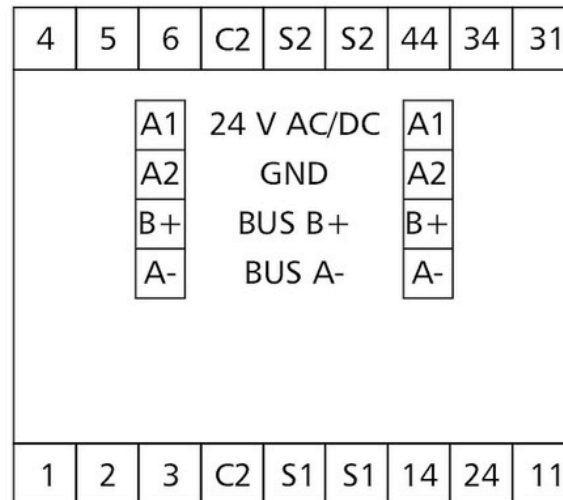 4 5 6 C2 S2 S2 44 34 31
A1 24 V AC/DC A1
A2 GND A2
B+ BUS B+ B+
A- BUS A- A-
1 2 3 C2 S1 S1 14 24 11